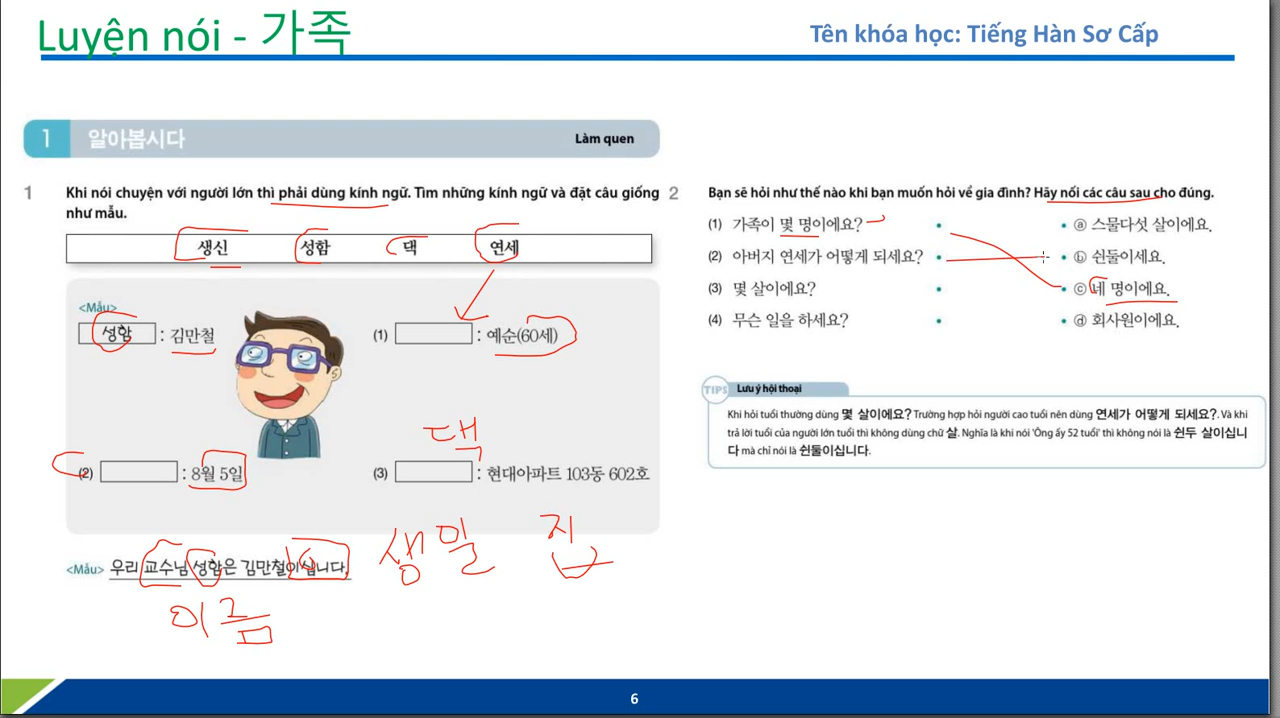 Luyện nói - 가족
Tên khóa học: Tiếng Hàn Sơ Cấp
1 알아봅시다 Làm quen
1 Khi nói chuyện với người lớn thì phải dùng kính ngữ. Tìm những kính ngữ và đặt câu giống
như mẫu.
생신 성함 댁 연세
<Mẫu>
성함 : 김만철
(1) : 예순(60세)
댁
(2) : 8월 5일
(3) : 현대아파트 103동 602호
<Mẫu> 우리 교수님 성함은 김만철이십니다.
생일 집
이름
2 Bạn sẽ hỏi như thế nào khi bạn muốn hỏi về gia đình? Hãy nối các câu sau cho đúng.
(1) 가족이 몇 명이에요? • • ⓐ 스물다섯 살이에요.
(2) 아버지 연세가 어떻게 되세요? • • ⓑ 쉰둘이세요.
(3) 몇 살이에요? • • ⓒ 네 명이에요.
(4) 무슨 일을 하세요? • • ⓓ 회사원이에요.
TIPS Lưu ý hội thoại
Khi hỏi tuổi thường dùng 몇 살이에요? Trường hợp hỏi người cao tuổi nên dùng 연세가 어떻게 되세요?. Và khi
trả lời tuổi của người lớn tuổi thì không dùng chữ 살. Nghĩa là khi nói 'Ông ấy 52 tuổi' thì không nói là 쉰두 살이십니
다 mà chỉ nói là 쉰둘이십니다.
6